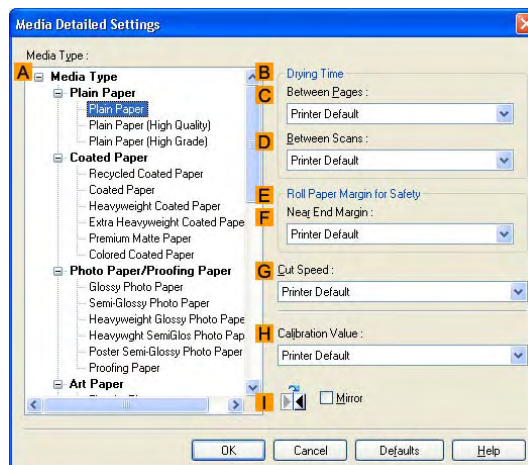 Media Detailed Settings
Media Type :
A
Media Type
Plain Paper
Plain Paper
Plain Paper (High Quality)
Plain Paper (High Grade)
Coated Paper
Recycled Coated Paper
Coated Paper
Heavyweight Coated Paper
Extra Heavyweight Coated Pape
Premium Matte Paper
Colored Coated Paper
Photo Paper/Proofing Paper
Glossy Photo Paper
Semi-Glossy Photo Paper
Heavyweight Glossy Photo Pape
Heavywght SemiGlos Photo Pap
Poster Semi-Glossy Photo Paper
Proofing Paper
Art Paper
B Drying Time
C Between Pages :
Printer Default
D Between Scans :
Printer Default
E Roll Paper Margin for Safety
F Near End Margin :
Printer Default
G Cut Speed :
Printer Default
H Calibration Value :
Printer Default
I Mirror
OK Cancel Defaults Help